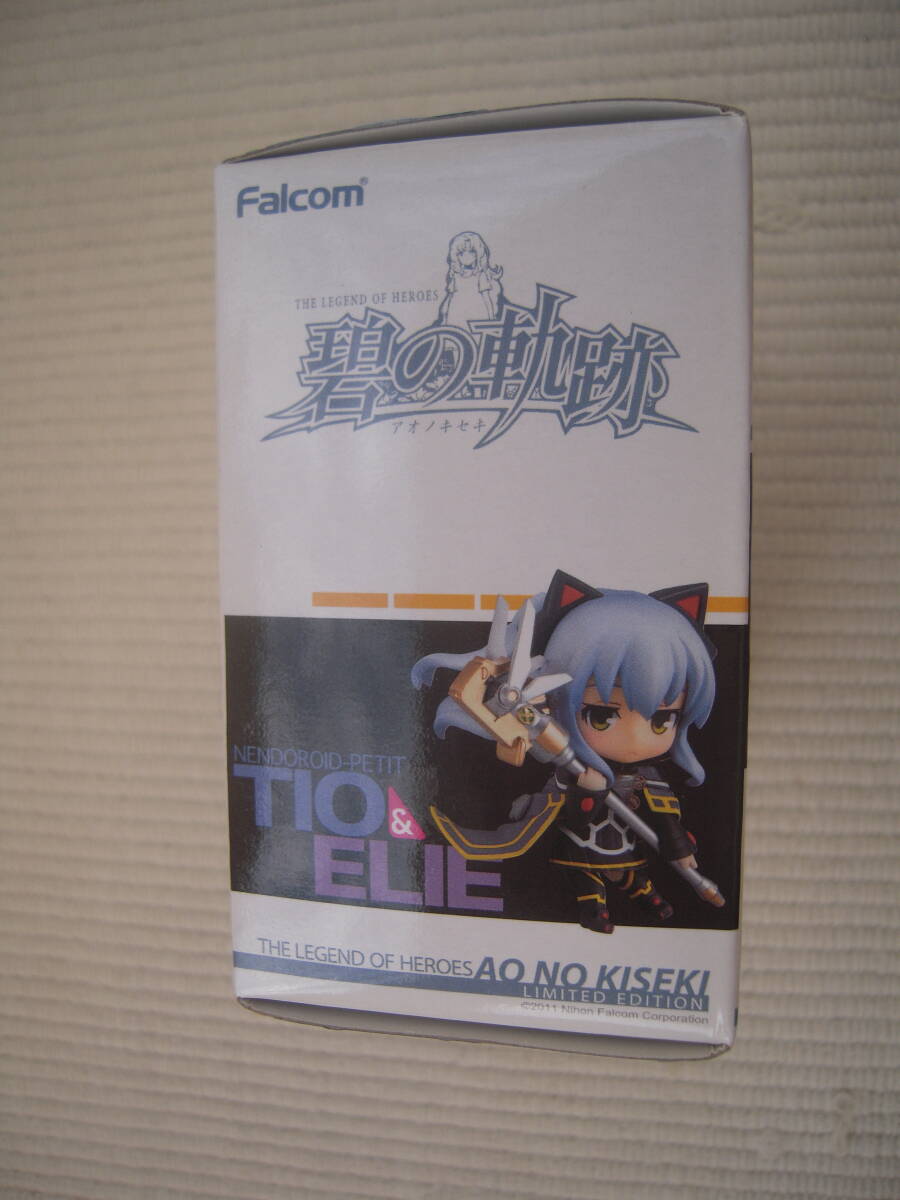 Falcom®
THE LEGEND OF HEROES
碧の軌跡
アオノキセキ
NENDOROID-PETIT
TIO &
ELIE
THE LEGEND OF HEROES AO NO KISEKI
LIMITED EDITION
©2011 Nihon Falcom Corporation